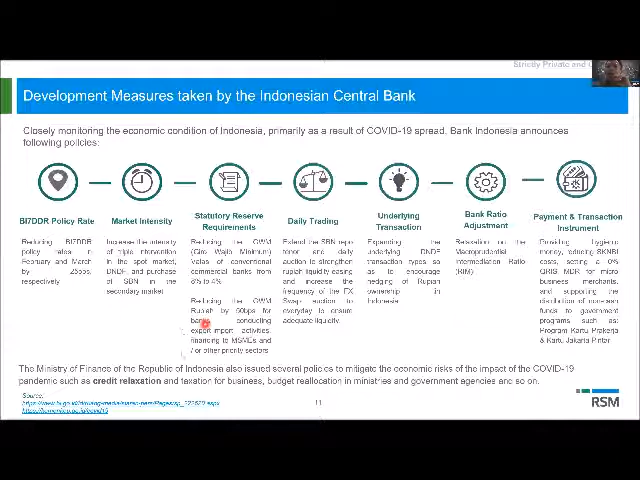 Strictly Private and
Development Measures taken by the Indonesian Central Bank
Closely monitoring the economic condition of Indonesia, primarily as a result of COVID-19 spread, Bank Indonesia announces
following policies:
BI7DDR Policy Rate
Reducing BI7DDR
policy rates in
February and March
by 25bps,
respectively
Market Intensity
Increase the intensity
of triple intervention
in the spot market,
DNDF, and purchase
of SBN in the
secondary market
Statutory Reserve
Requirements
Reducing the GWM
(Giro Wajib Minimum)
Valas of conventional
commercial banks from
8% to 4%
Reducing the GWM
Rupiah by 50bps for
banks conducting
export-import activities,
financing to MSMEs and
/ or other priority sectors
Daily Trading
Extend the SBN repo
tenor and daily
auction to strengthen
rupiah liquidity easing
and increase the
frequency of the FX
Swap auction to
everyday to ensure
adequate liquidity.
Underlying
Transaction
Expanding the
underlying DNDF
transaction types so
as to encourage
hedging of Rupiah
ownership in
Indonesia
Bank Ratio
Adjustment
Relaxation on the
Macroprudential
Intermediation Ratio
(RIM)
Payment & Transaction
Instrument
Providing hygienic
money, reducing SKNBI
costs, setting a 0%
QRIS, MDR for micro
business merchants,
and supporting the
distribution of non-cash
funds to government
programs such as:
Program Kartu Prakerja
& Kartu Jakarta Pintar
The Ministry of Finance of the Republic of Indonesia also issued several policies to mitigate the economic risks of the impact of the COVID-19
pandemic such as credit relaxation and taxation for business, budget reallocation in ministries and government agencies and so on.
Source:
11
RSM